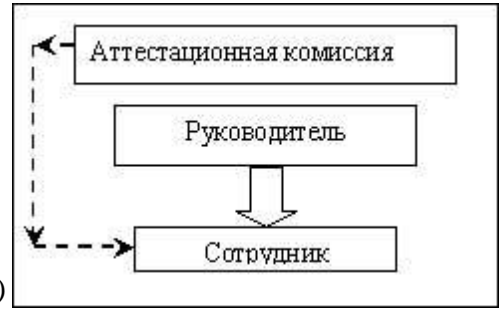 Аттестационная комиссия
Руководитель
Сотрудник
)